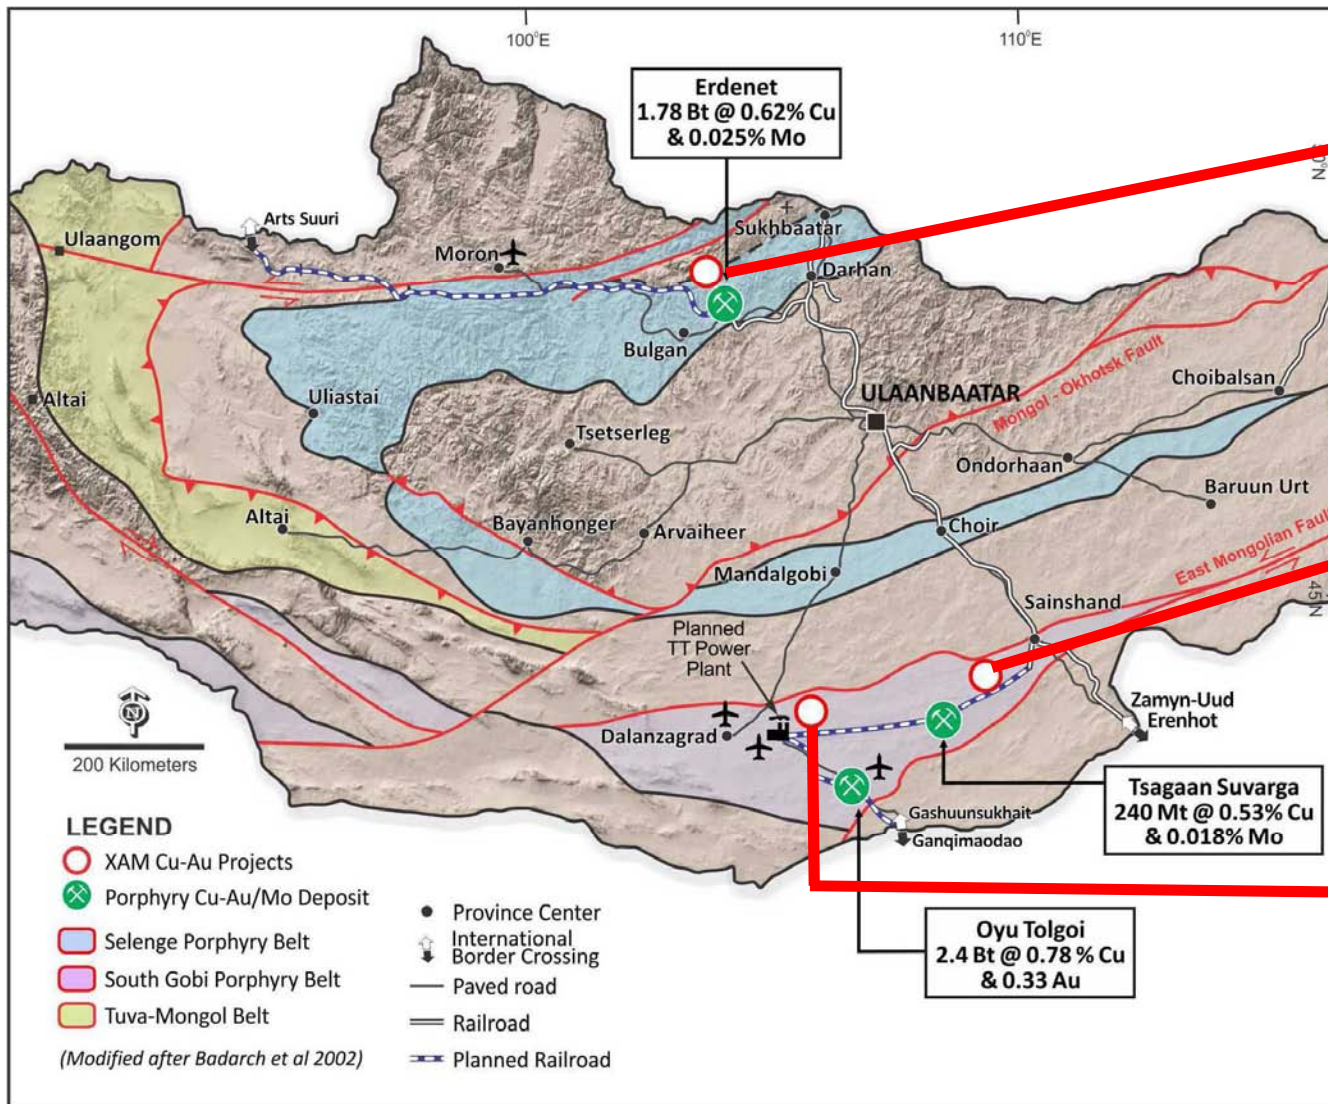 100°E
110°E
Erdenet
1.78 Bt @ 0.62% Cu
& 0.025% Mo
Arts Suuri
Ulaangom
Moron
Sukhbaatar
Darhan
Bulgan
Altai
Uliastai
ULAANBAATAR
Mongol - Okhotsk Fault
Choibalsan
Tsetserleg
Ondorhaan
Baruun Urt
Altai
Bayanhonger
Arvaiheer
Choir
Mandalgobi
East Mongolian Fault
45°N
Sainshand
Planned
TT Power
Plant
Zamyn-Uud
Erenhot
Dalanzagrad
N
200 Kilometers
Tsagaan Suvarga
240 Mt @ 0.53% Cu
& 0.018% Mo
Gashuunsukhait
Ganqimaodao
Oyu Tolgoi
2.4 Bt @ 0.78 % Cu
& 0.33 Au
LEGEND
XAM Cu-Au Projects
Porphyry Cu-Au/Mo Deposit
Selenge Porphyry Belt
South Gobi Porphyry Belt
Tuva-Mongol Belt
(Modified after Badarch et al 2002)
Province Center
International
Border Crossing
Paved road
Railroad
Planned Railroad